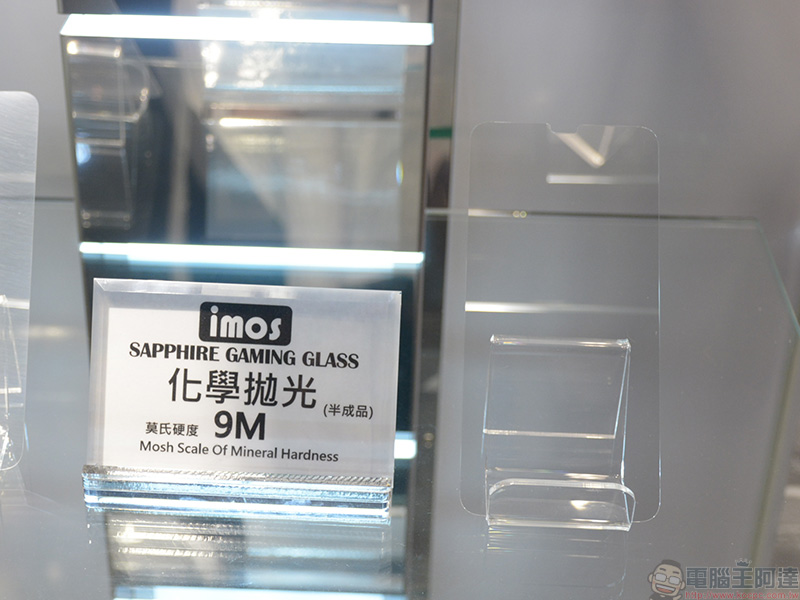 imos
SAPPHIRE GAMING GLASS
化學拋光 (半成品)
莫氏硬度 9M
Mosh Scale Of Mineral Hardness
電腦王阿達